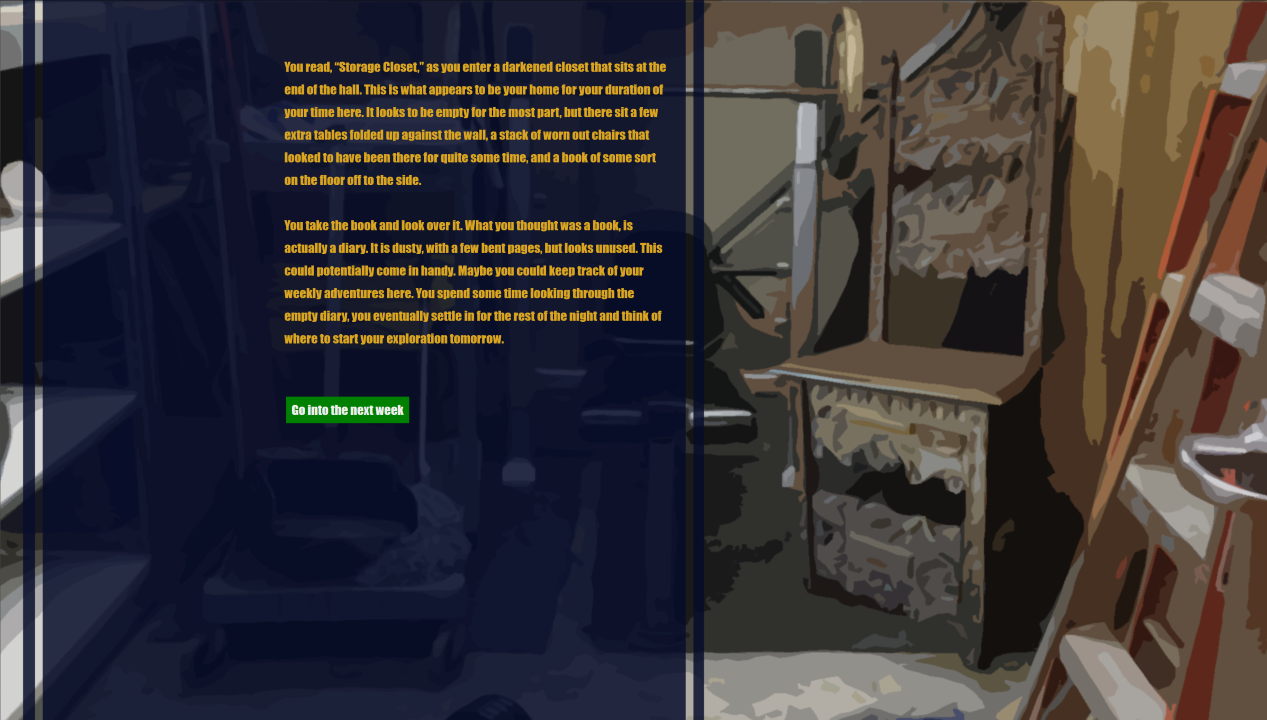 You read, “Storage Closet,” as you enter a darkened closet that sits at the
end of the hall. This is what appears to be your home for your duration of
your time here. It looks to be empty for the most part, but there sit a few
extra tables folded up against the wall, a stack of worn out chairs that
looked to have been there for quite some time, and a book of some sort
on the floor off to the side.
You take the book and look over it. What you thought was a book, is
actually a diary. It is dusty, with a few bent pages, but looks unused. This
could potentially come in handy. Maybe you could keep track of your
weekly adventures here. You spend some time looking through the
empty diary, you eventually settle in for the rest of the night and think of
where to start your exploration tomorrow.
Go into the next week